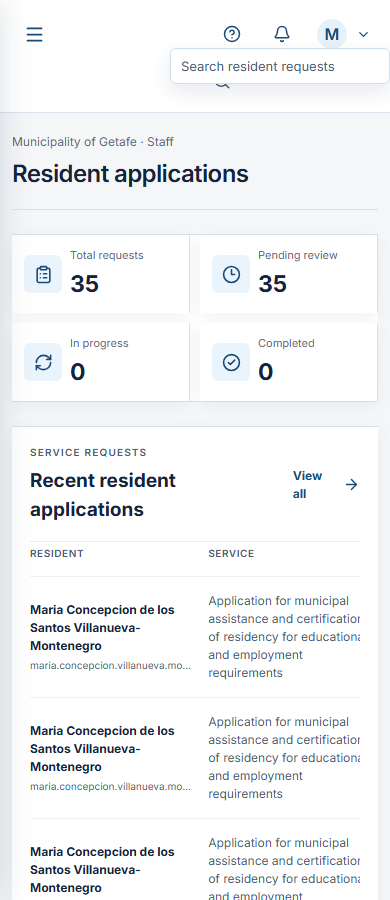 M
Search resident requests
Municipality of Getafe · Staff
Resident applications
Total requests
35
Pending review
35
In progress
0
Completed
0
SERVICE REQUESTS
Recent resident
applications
View
all
RESIDENT
SERVICE
Maria Concepcion de los
Santos Villanueva-
Montenegro
maria.concepcion.villanueva.mo...
Application for municipal
assistance and certification
of residency for educationa
and employment
requirements
Maria Concepcion de los
Santos Villanueva-
Montenegro
maria.concepcion.villanueva.mo...
Application for municipal
assistance and certification
of residency for educationa
and employment
requirements
Maria Concepcion de los
Santos Villanueva-
Montenegro
Application for municipal
assistance and certification
of residency for educationa
and employment